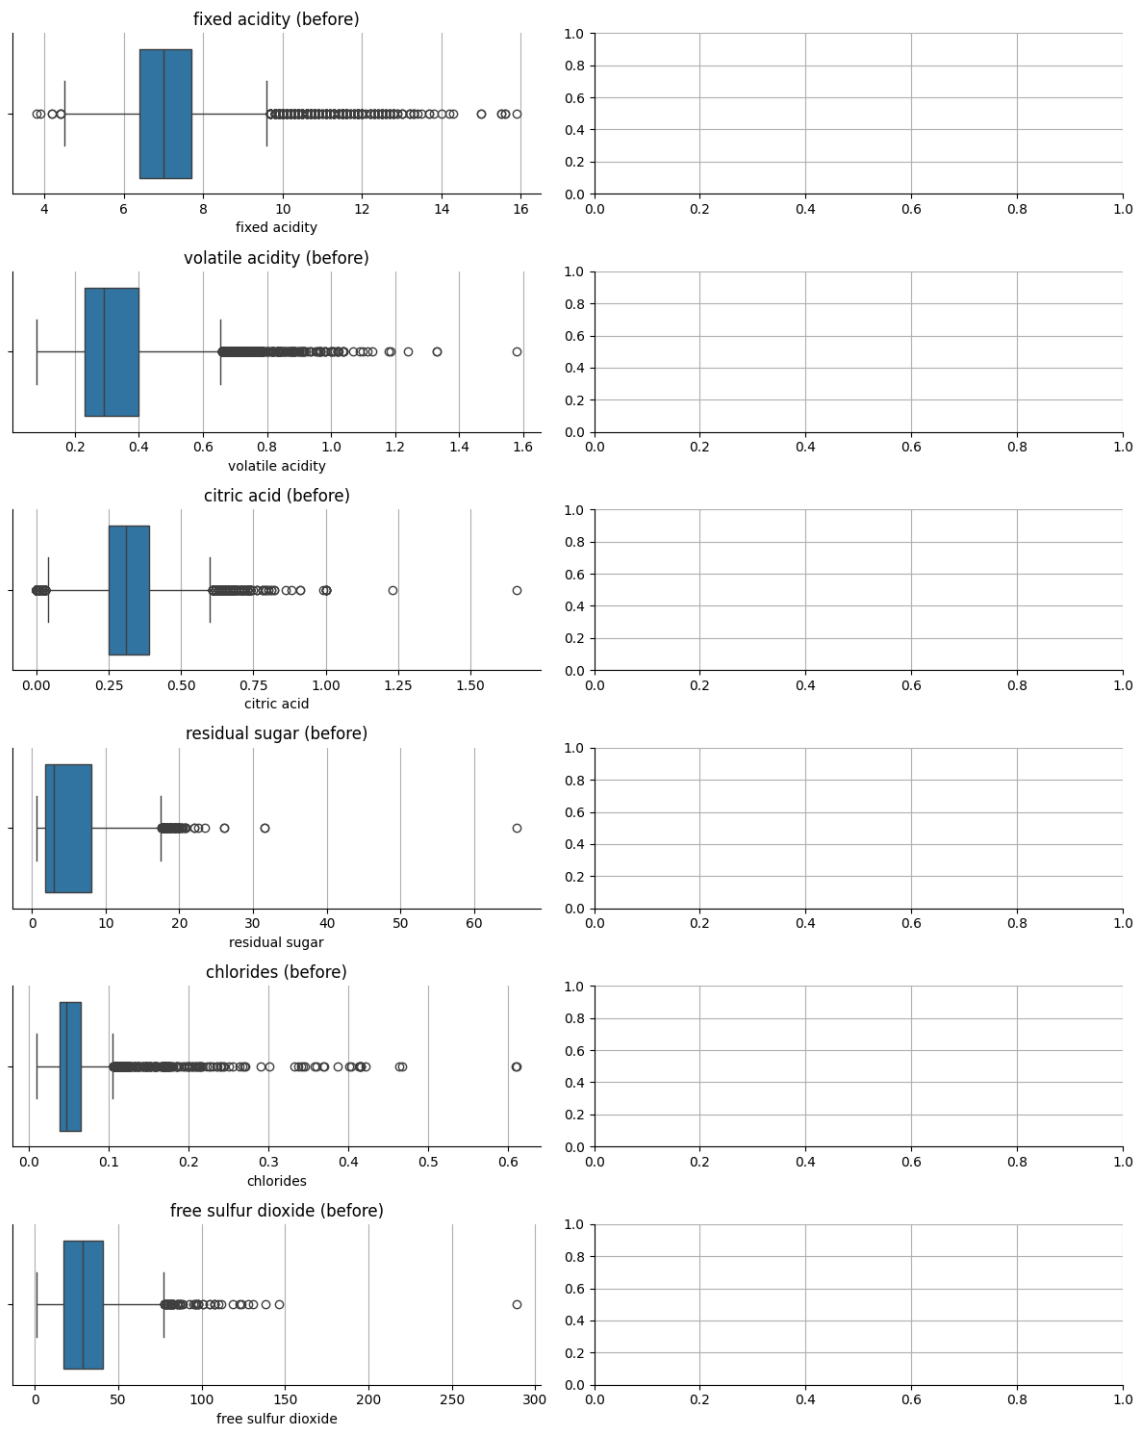 fixed acidity (before)
4 6 8 10 12 14 16
fixed acidity
1.0
0.8
0.6
0.4
0.2
0.0
0.0 0.2 0.4 0.6 0.8 1.0
volatile acidity (before)
0.2 0.4 0.6 0.8 1.0 1.2 1.4 1.6
volatile acidity
1.0
0.8
0.6
0.4
0.2
0.0
0.0 0.2 0.4 0.6 0.8 1.0
citric acid (before)
0.00 0.25 0.50 0.75 1.00 1.25 1.50
citric acid
1.0
0.8
0.6
0.4
0.2
0.0
0.0 0.2 0.4 0.6 0.8 1.0
residual sugar (before)
0 10 20 30 40 50 60
residual sugar
1.0
0.8
0.6
0.4
0.2
0.0
0.0 0.2 0.4 0.6 0.8 1.0
chlorides (before)
0.0 0.1 0.2 0.3 0.4 0.5 0.6
chlorides
1.0
0.8
0.6
0.4
0.2
0.0
0.0 0.2 0.4 0.6 0.8 1.0
free sulfur dioxide (before)
0 50 100 150 200 250 300
free sulfur dioxide
1.0
0.8
0.6
0.4
0.2
0.0
0.0 0.2 0.4 0.6 0.8 1.0